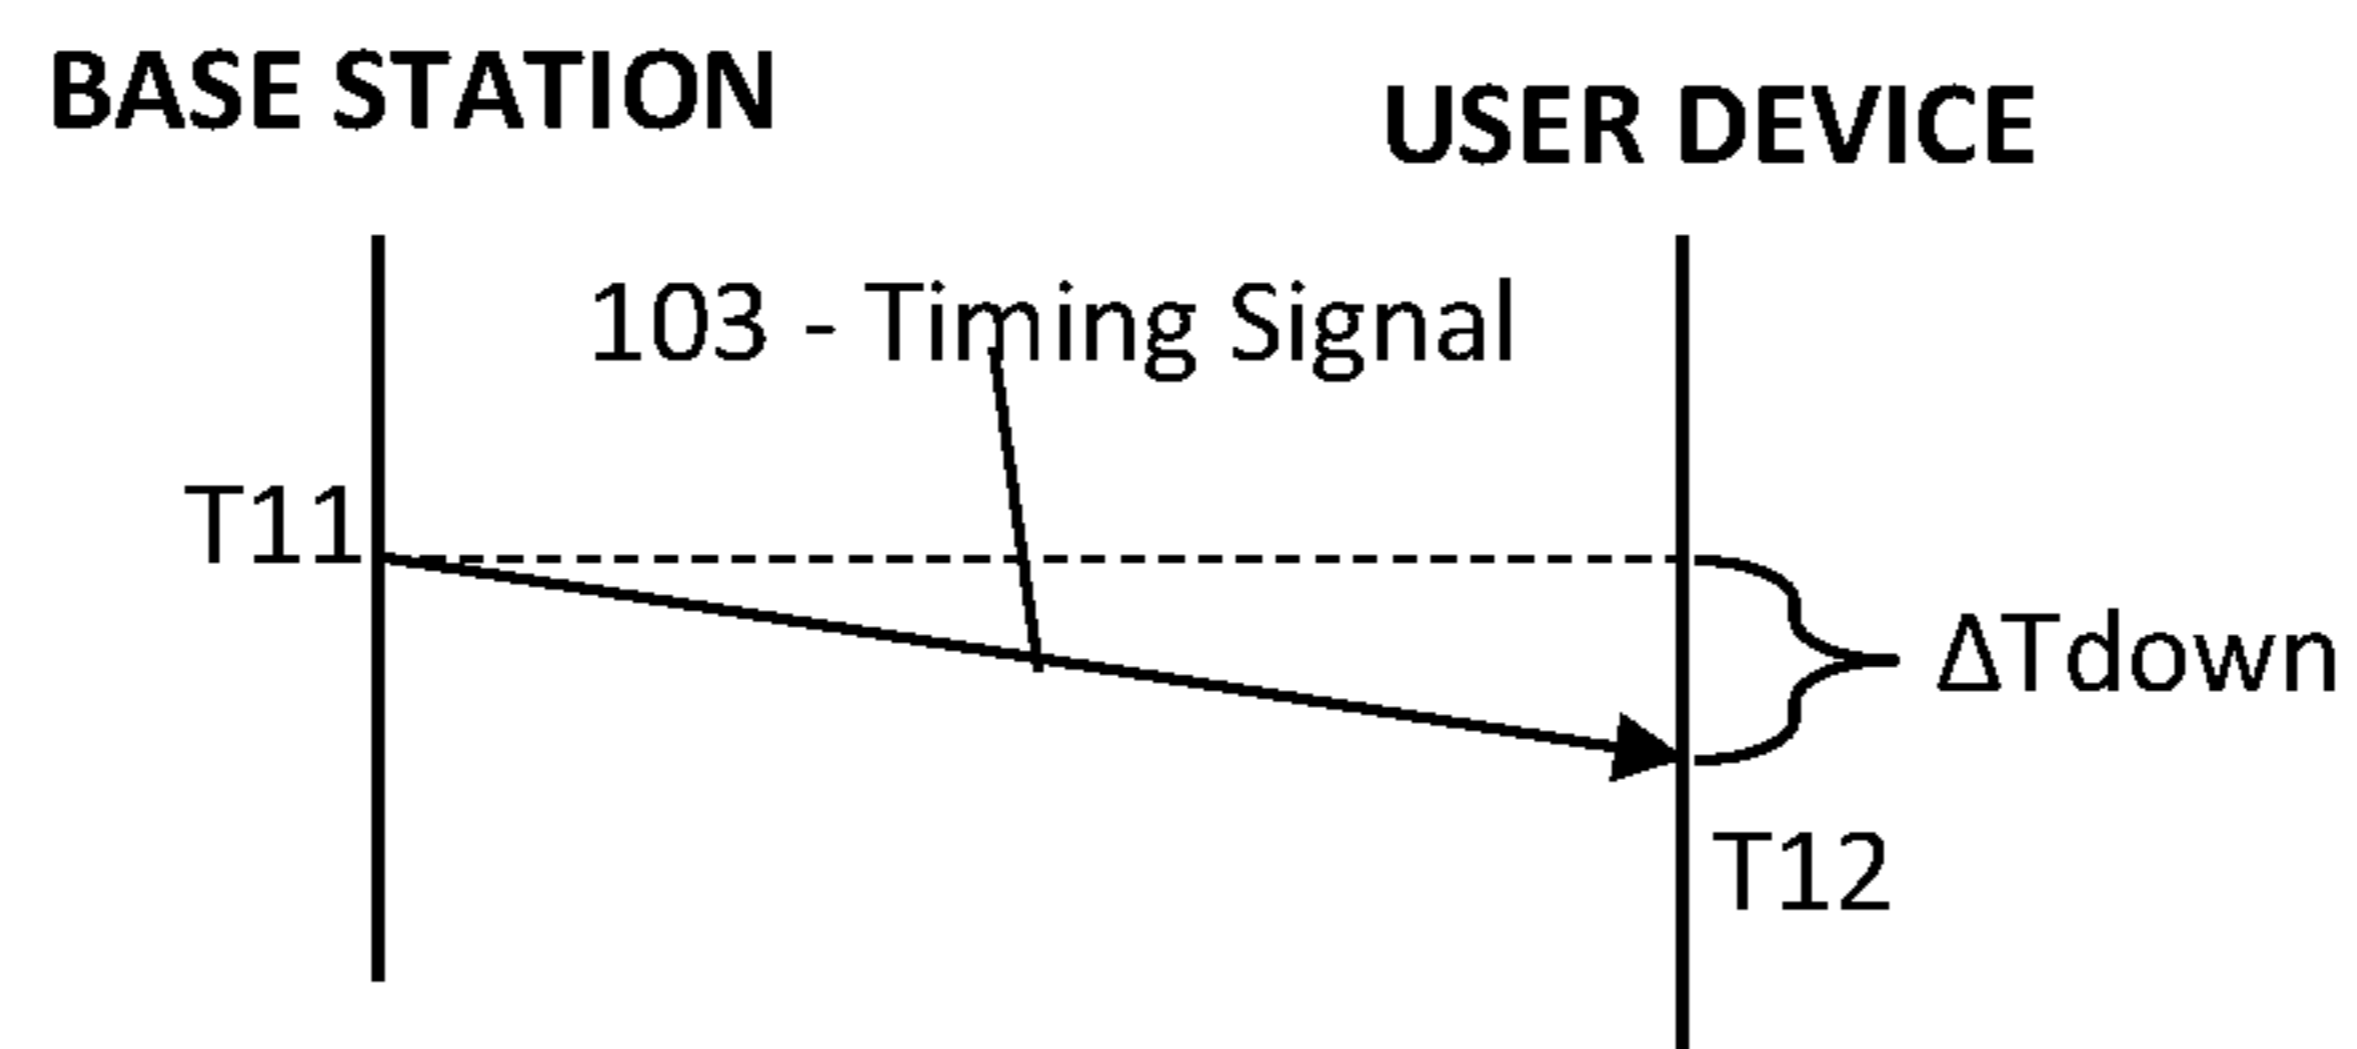 BASE STATION
USER DEVICE
103 - Timing Signal
T11
ΔTdown
T12